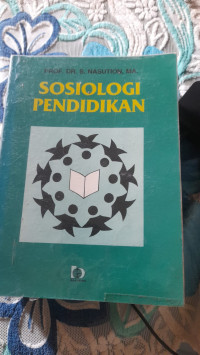 PROF. DR. S. NASUTION, MA.
SOSIOLOGI
PENDIDIKAN